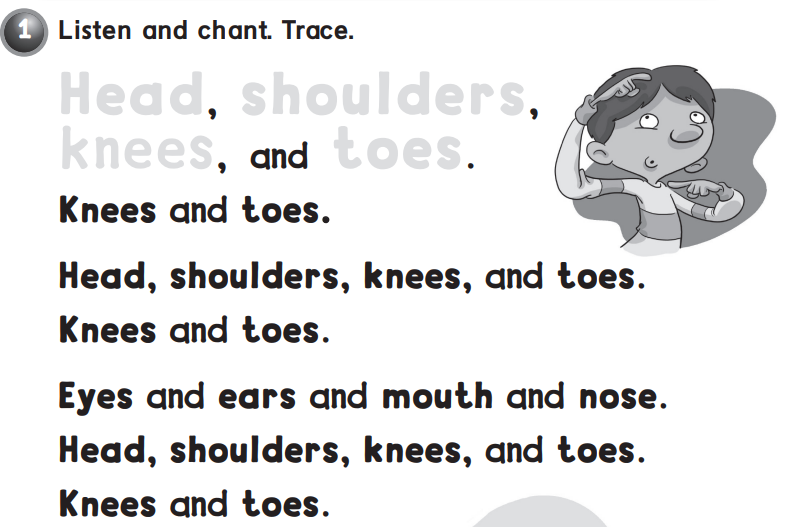 1 Listen and chant. Trace.
Head, shoulders,
knees, and toes.
Knees and toes.
Head, shoulders, knees, and toes.
Knees and toes.
Eyes and ears and mouth and nose.
Head, shoulders, knees, and toes.
Knees and toes.